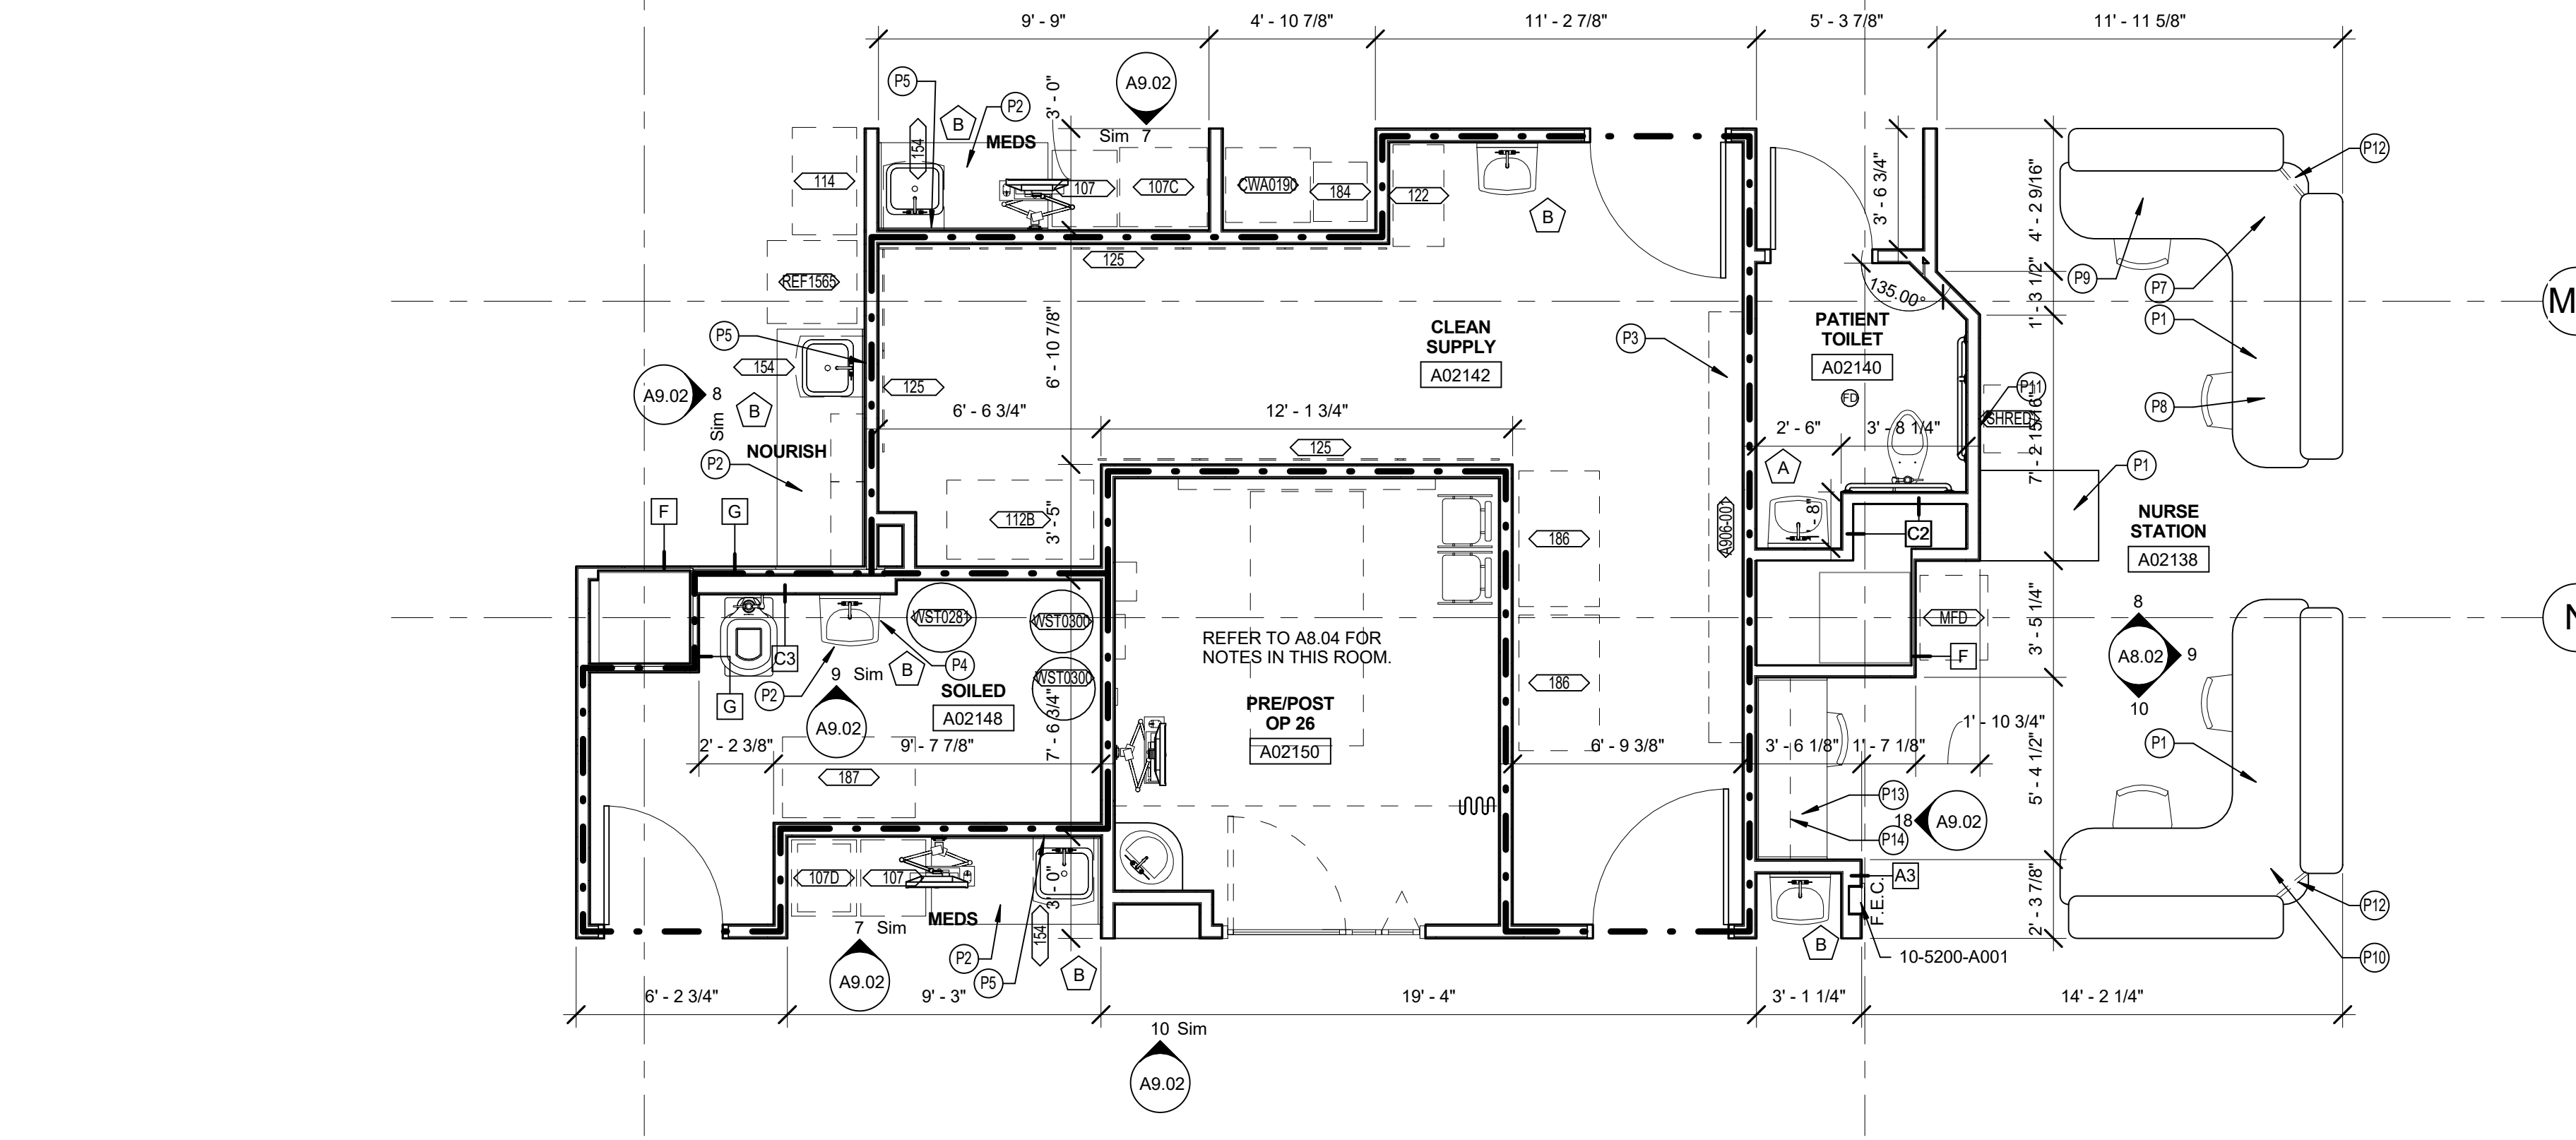 9' - 9"
4' - 10 7/8"
11' - 2 7/8"
5' - 3 7/8"
11' - 11 5/8"
P5
B
P2
3' - 0"
A9.02
MEDS
Sim 7
154
114
107
107C
CWA0190
184
122
B
3' - 6 3/4"
4' - 2 9/16"
P12
125
REF1565
135.00°
1' - 3 1/2"
P9
P7
P1
P5
154
6' - 10 7/8"
CLEAN
SUPPLY
A02142
P3
PATIENT
TOILET
A02140
FD
P11
SHRED
7' - 2 15/16"
P8
A9.02
8
Sim
B
125
6' - 6 3/4"
12' - 1 3/4"
125
2' - 6"
3' - 8 1/4"
NOURISH
P2
A
P1
F
G
112B
3' - 5"
186
A906-001
C2
NURSE
STATION
A02138
M
N
WST0281
WST0300
WST0300
C3
G
P2
9 Sim
B
P4
A9.02
SOILED
A02148
REFER TO A8.04 FOR
NOTES IN THIS ROOM.
PRE/POST
OP 26
A02150
186
MFD
F
3' - 5 1/4"
8
A8.02
9
10
2' - 2 3/8"
9' - 7 7/8"
7' - 6 3/4"
6' - 9 3/8"
3' - 6 1/8"
1' - 7 1/8"
1' - 10 3/4"
P1
187
P13
P14
18
A9.02
5' - 4 1/2"
107D
107
MEDS
7 Sim
A9.02
P2
P5
154
3' - 0"
B
A3
F.E.C.
B
10-5200-A001
2' - 3 7/8"
P12
P10
6' - 2 3/4"
9' - 3"
19' - 4"
3' - 1 1/4"
14' - 2 1/4"
10 Sim
A9.02